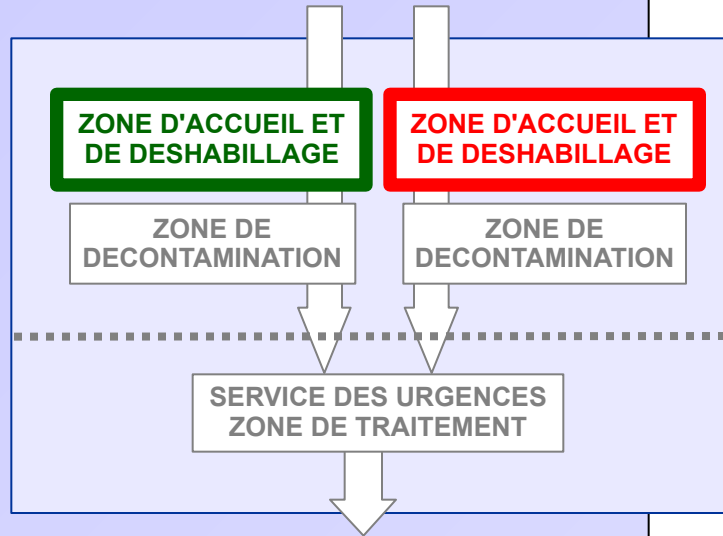 ZONE D'ACCUEIL ET
DE DESHABILLAGE
ZONE D'ACCUEIL ET
DE DESHABILLAGE
ZONE DE
DECONTAMINATION
ZONE DE
DECONTAMINATION
SERVICE DES URGENCES
ZONE DE TRAITEMENT